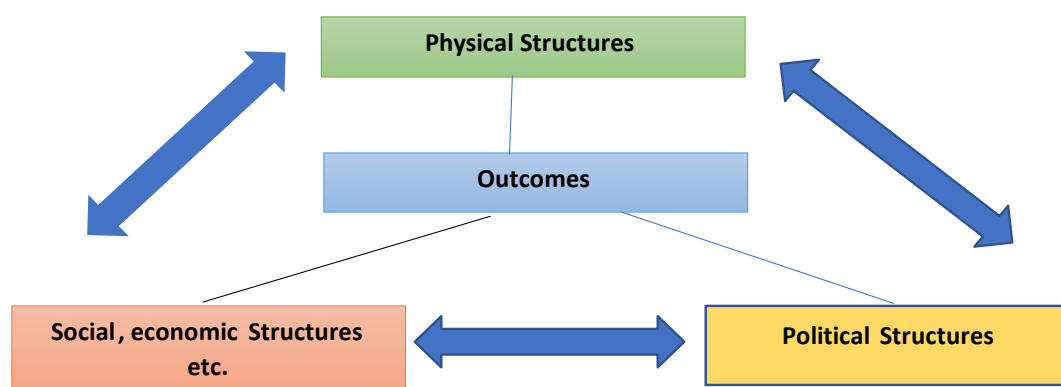 Physical Structures
Outcomes
Social, economic Structures
etc.
Political Structures